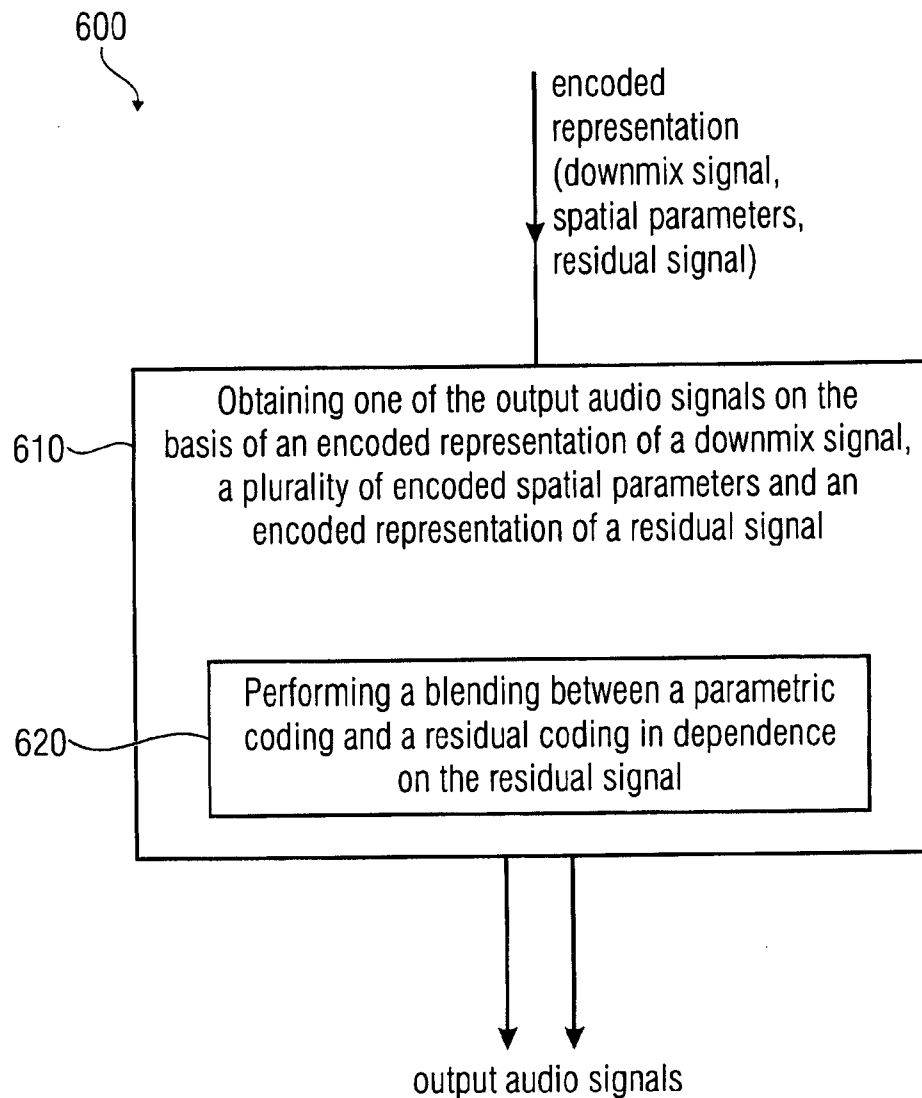 600
encoded
representation
(downmix signal,
spatial parameters,
residual signal)
Obtaining one of the output audio signals on the
basis of an encoded representation of a downmix signal,
a plurality of encoded spatial parameters and an
encoded representation of a residual signal
610
Performing a blending between a parametric
coding and a residual coding in dependence
on the residual signal
620
output audio signals